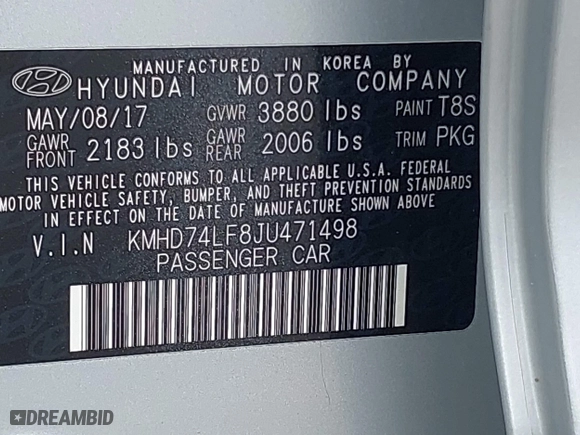 MANUFACTURED IN KOREA BY
HYUNDAI MOTOR COMPANY
MAY/08/17 GVWR 3880 lbs PAINT T8S
GAWR FRONT 2183 lbs GAWR REAR 2006 lbs TRIM PKG
THIS VEHICLE CONFORMS TO ALL APPLICABLE U.S.A. FEDERAL
MOTOR VEHICLE SAFETY, BUMPER, AND THEFT PREVENTION STANDARDS
IN EFFECT ON THE DATE OF MANUFACTURE SHOWN ABOVE
V.I.N KMHD74LF8JU471498
PASSENGER CAR
DREAMBID